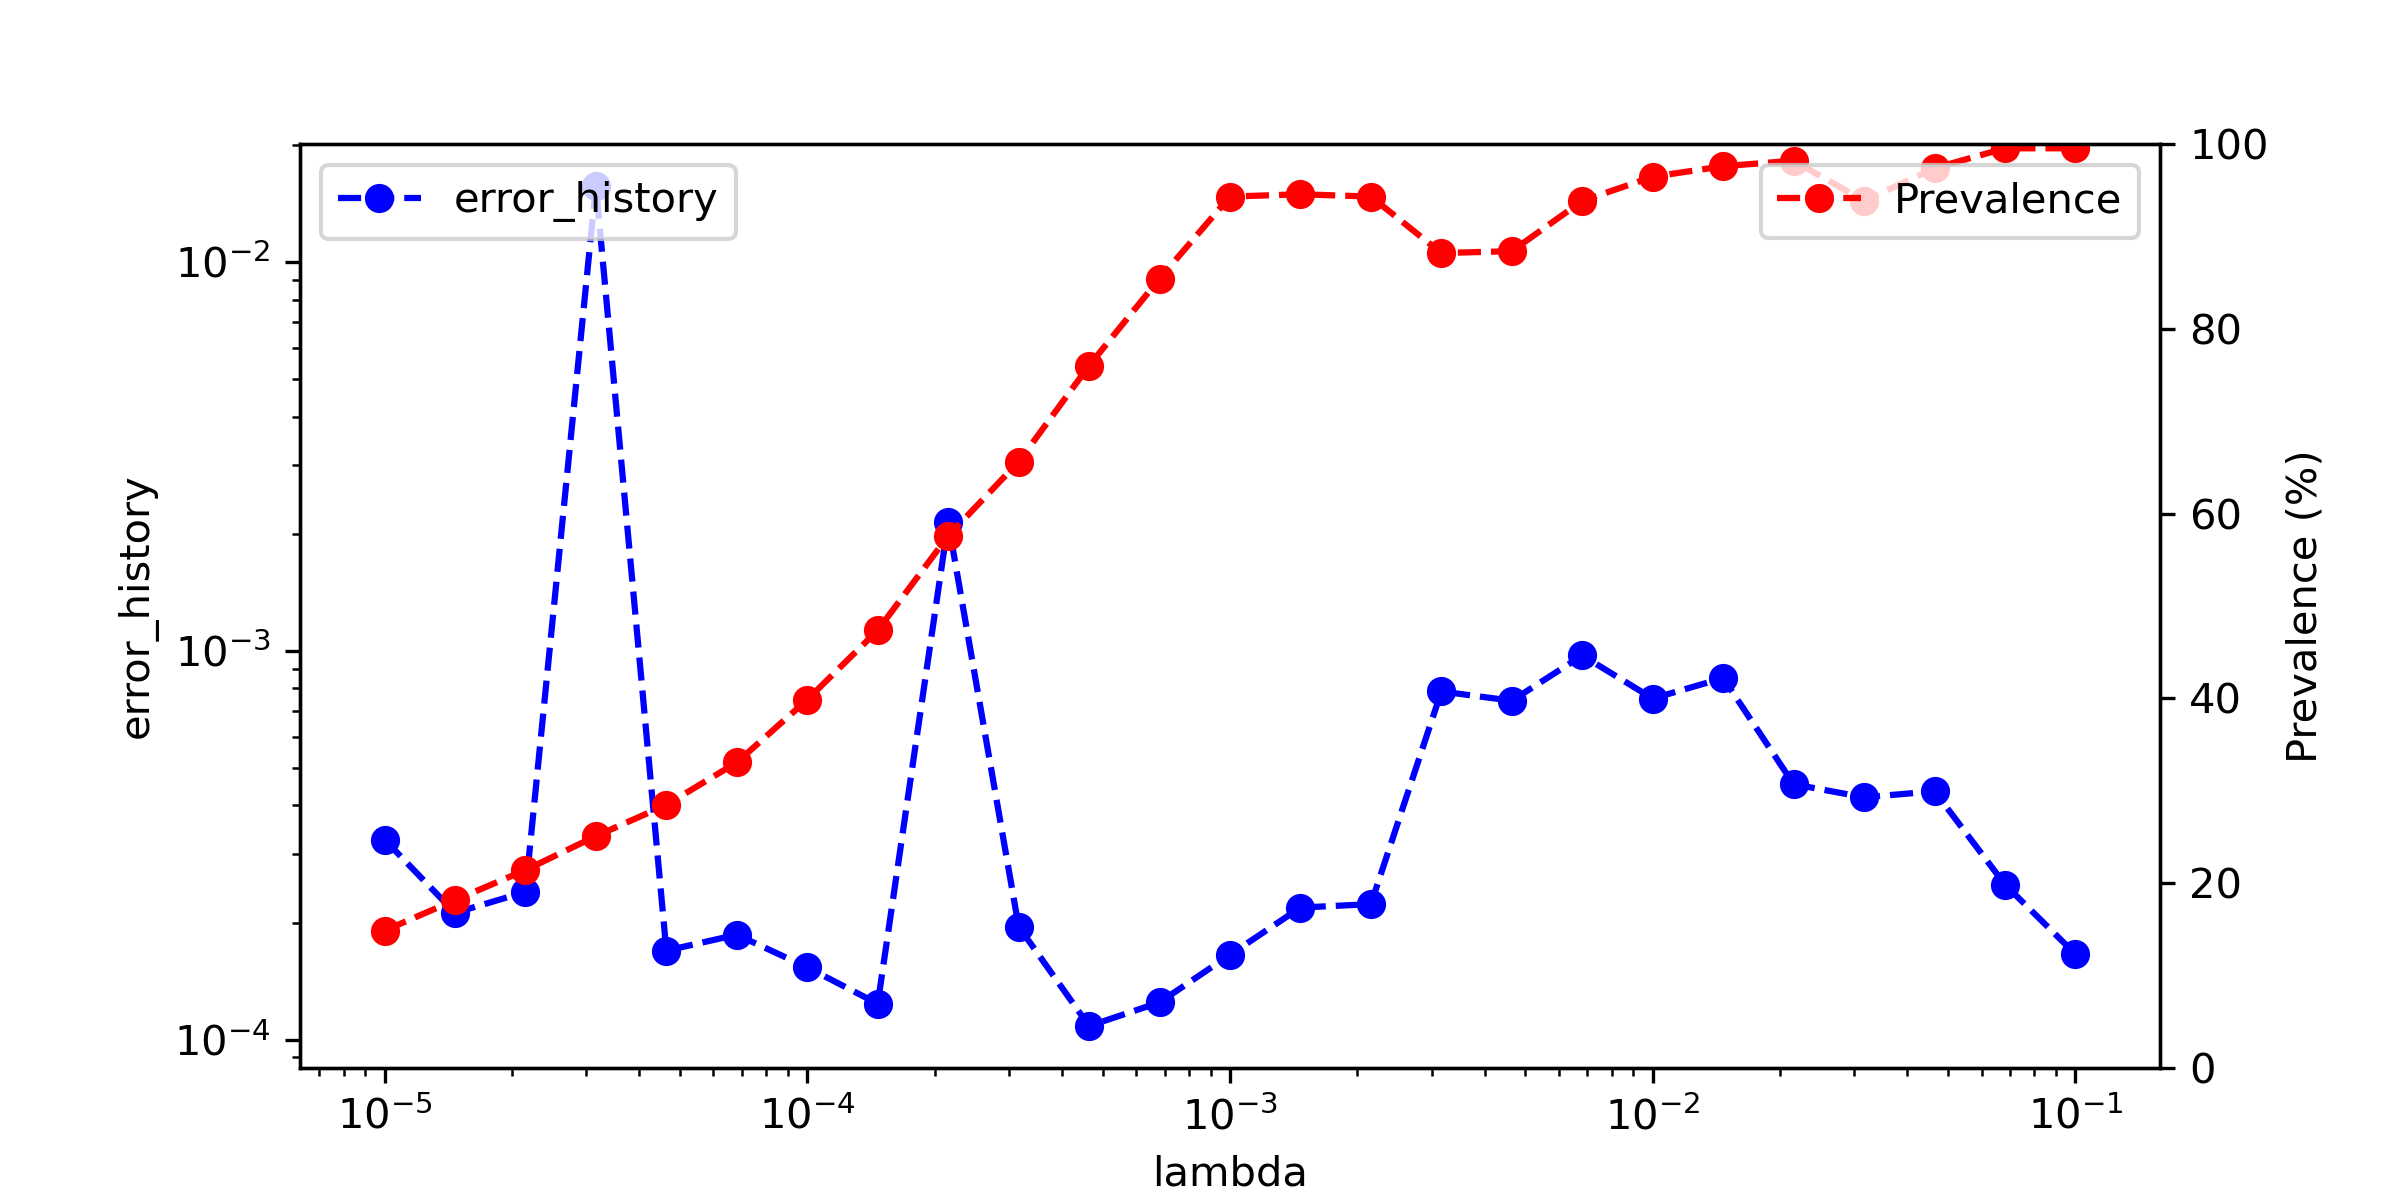 error_history
Prevalence
100
80
60
40
20
0
10⁻²
10⁻³
10⁻⁴
error_history
Prevalence (%)
10⁻⁵
10⁻⁴
10⁻³
10⁻²
10⁻¹
lambda